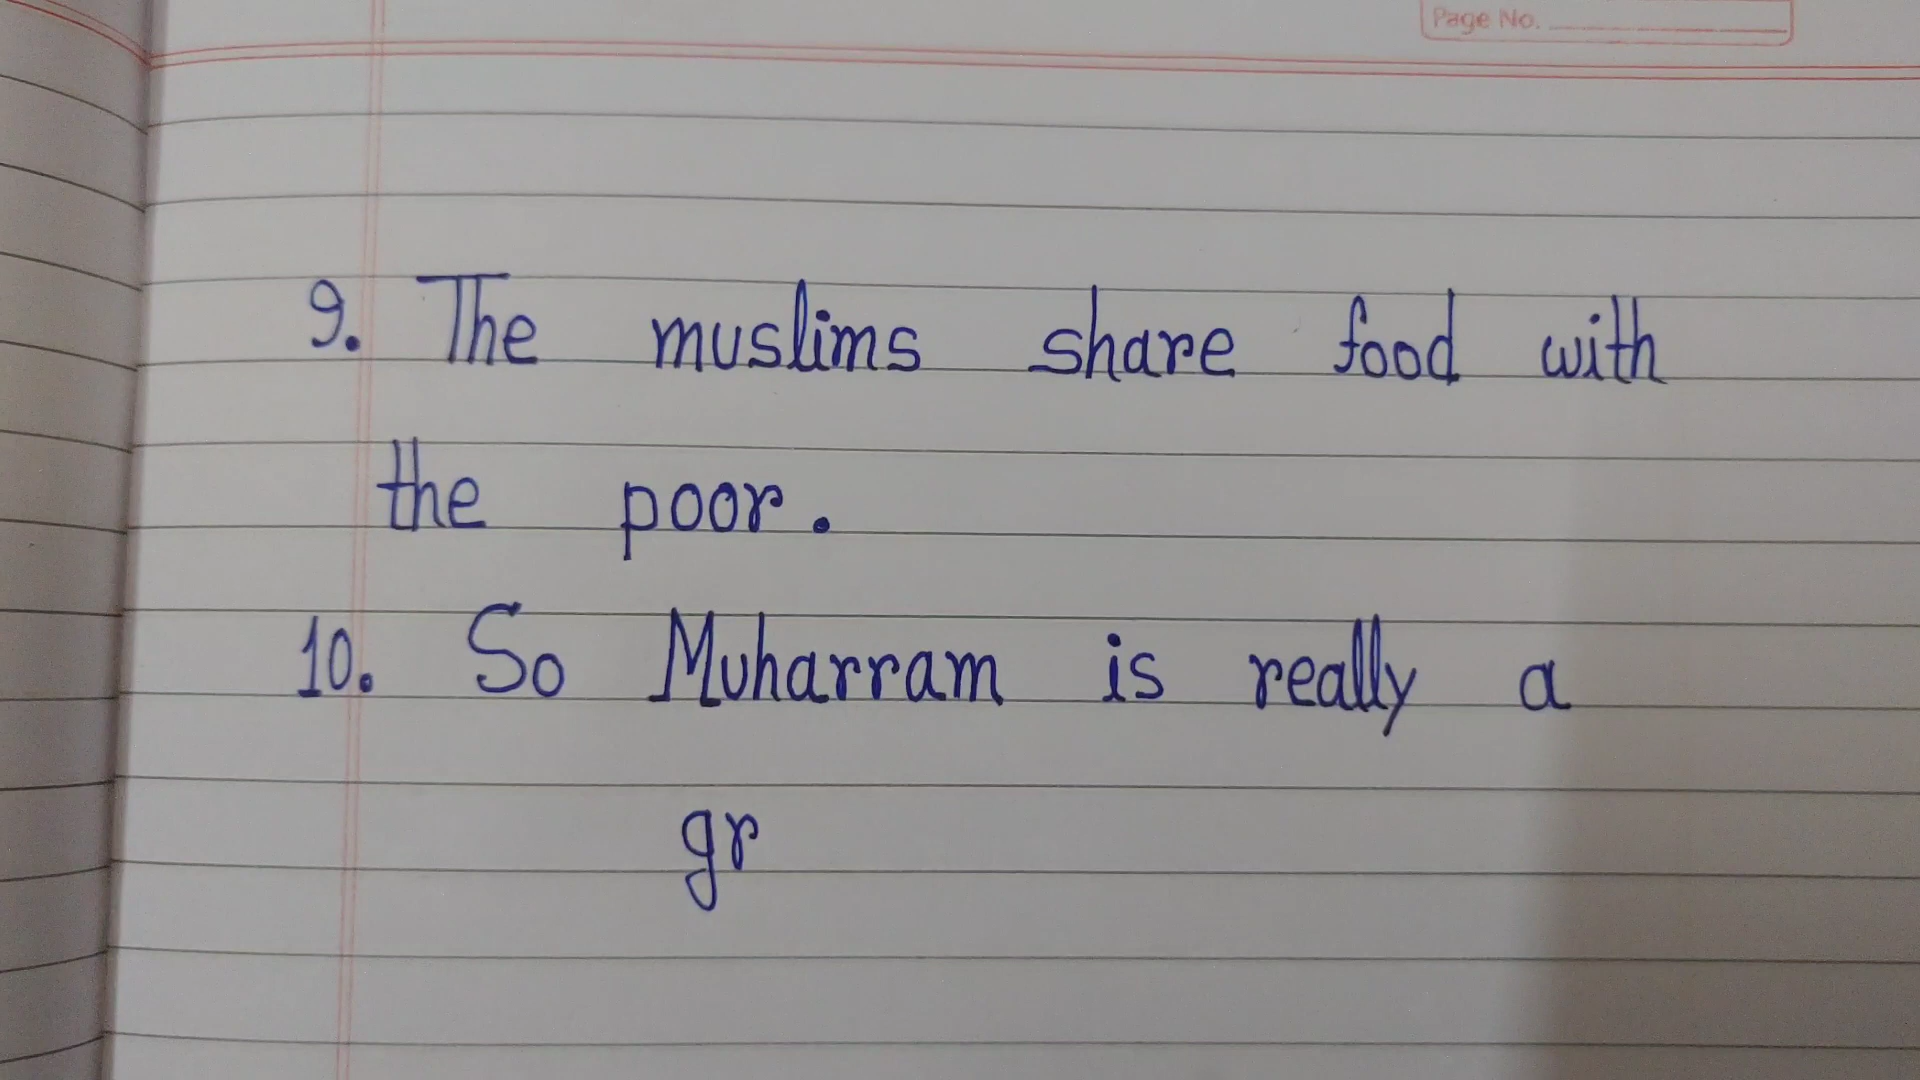 Page No.
9. The muslims share food with
the poor.
10. So Muharram is really a
gr